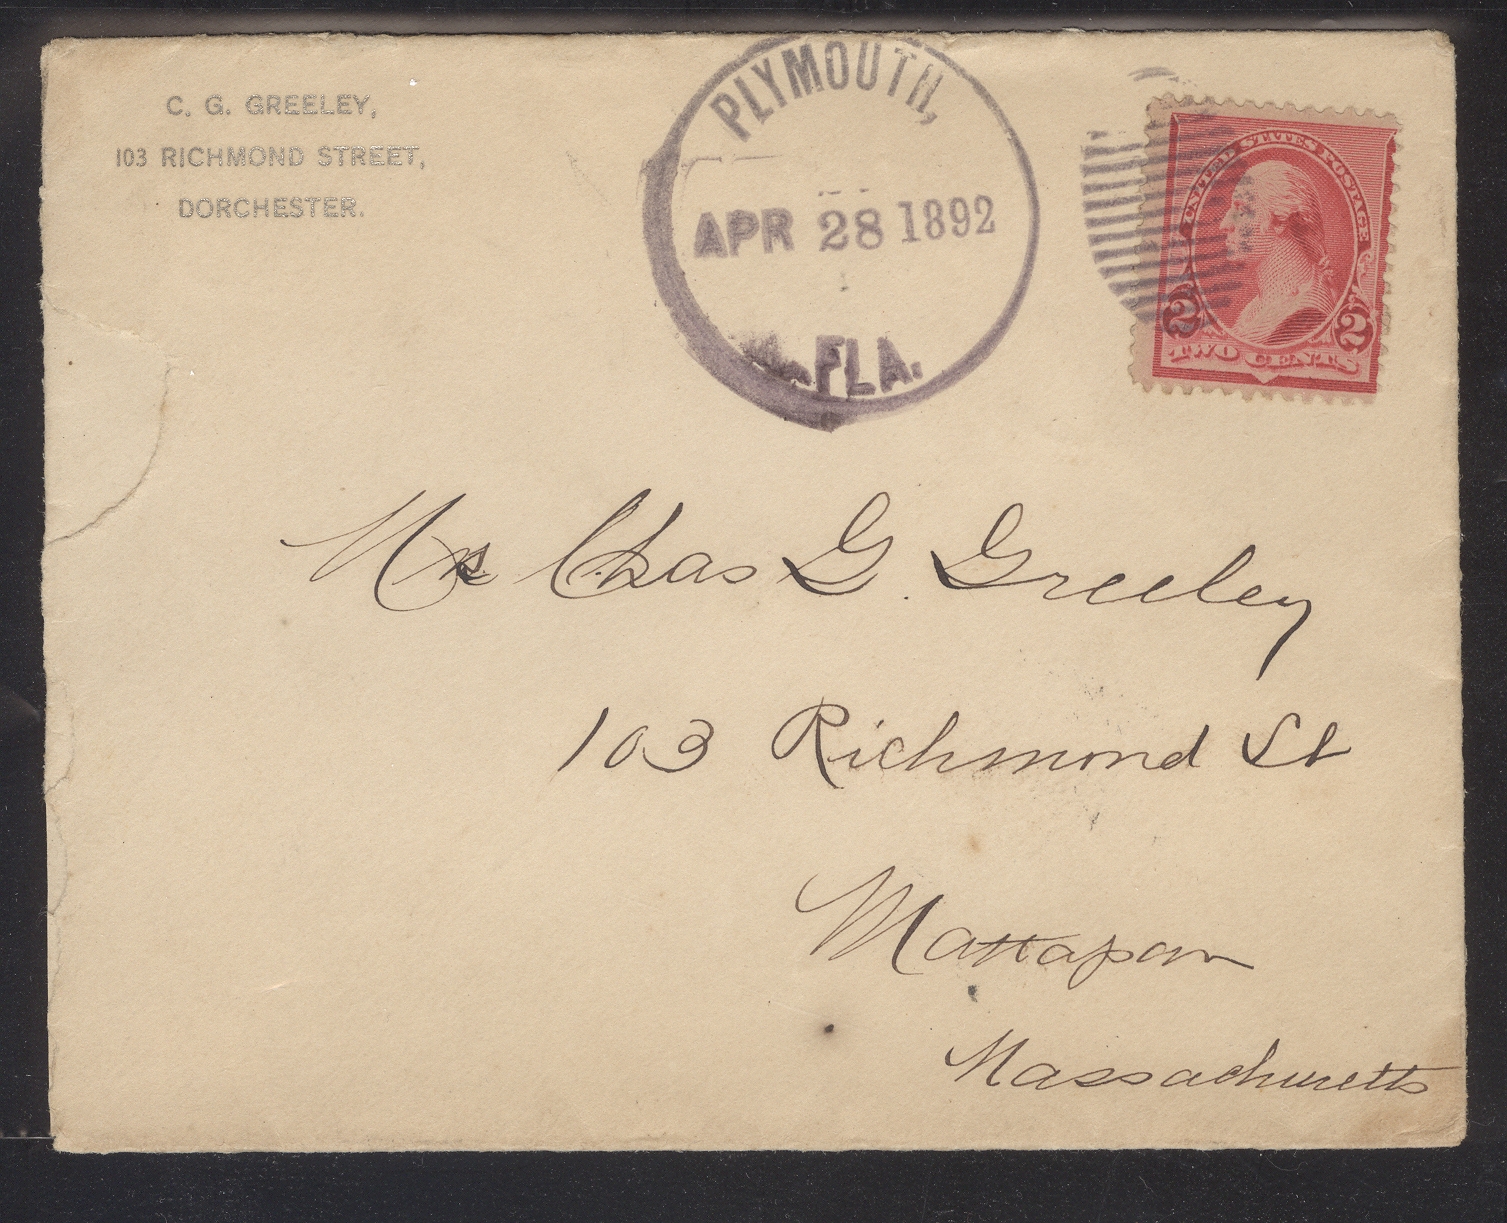 C. G. GREELEY,
103 RICHMOND STREET,
DORCHESTER.
PLYMOUTH,
APR 28 1892
FLA.
UNITED STATES POSTAGE
2 2
TWO CENTS
Chas G. Greeley
103 Richmond St
Mattapan
Massachusetts